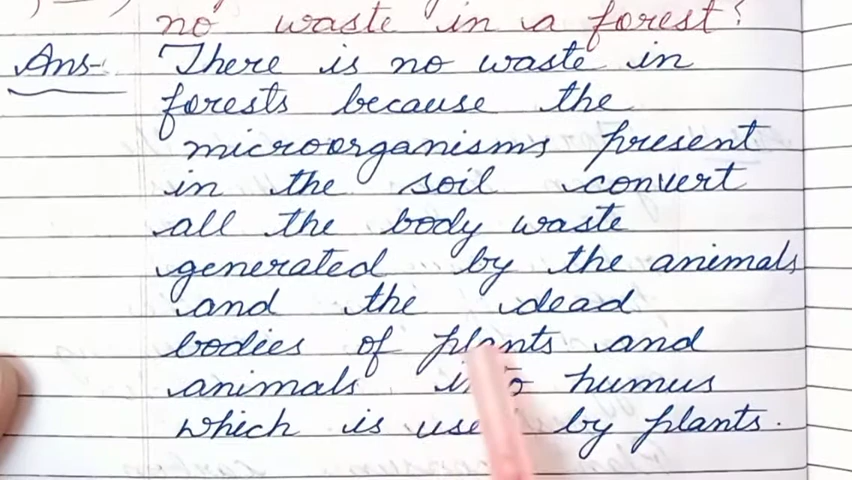 no waste in a forest?
Ans- There is no waste in
forests because the
microorganisms present
in the soil convert
all the body waste
generated by the animals
and the dead
bodies of plants and
animals into humus
which is use by plants.